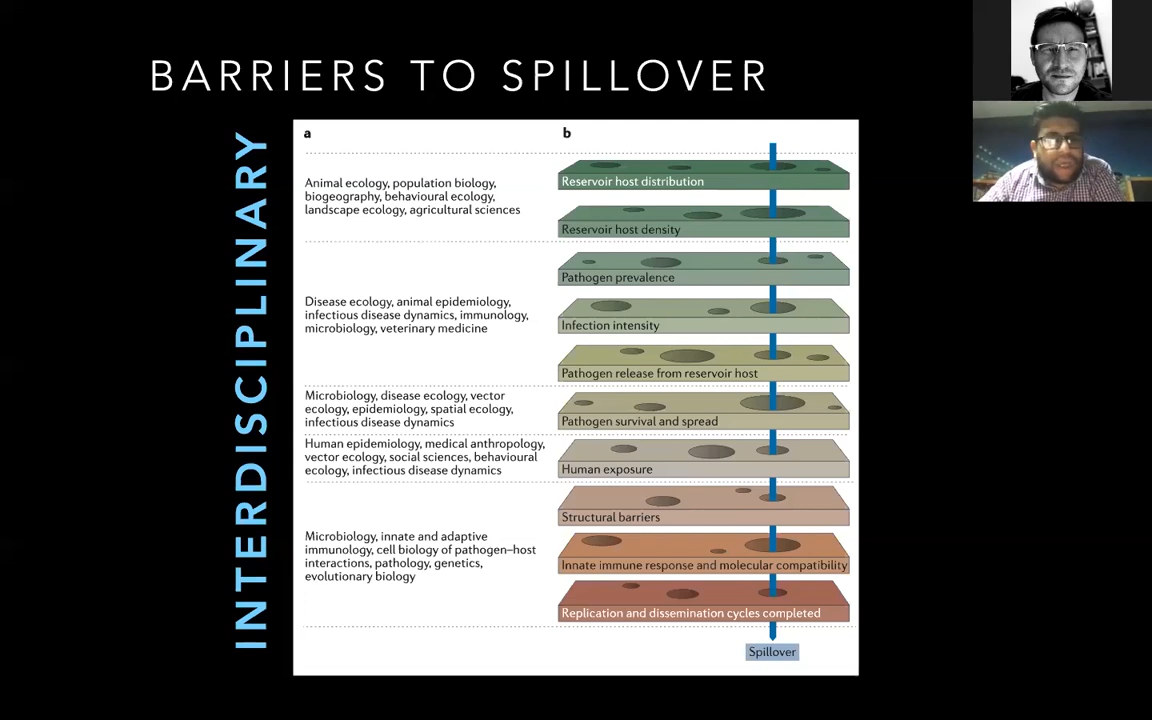 BARRIERS TO SPILLOVER
INTERDISCIPLINARY
a
b
Animal ecology, population biology,
biogeography, behavioural ecology,
landscape ecology, agricultural sciences
Reservoir host distribution
Reservoir host density
Disease ecology, animal epidemiology,
infectious disease dynamics, immunology,
microbiology, veterinary medicine
Pathogen prevalence
Infection intensity
Pathogen release from reservoir host
Microbiology, disease ecology, vector
ecology, epidemiology, spatial ecology,
infectious disease dynamics
Pathogen survival and spread
Human epidemiology, medical anthropology,
vector ecology, social sciences, behavioural
ecology, infectious disease dynamics
Human exposure
Microbiology, innate and adaptive
immunology, cell biology of pathogen–host
interactions, pathology, genetics,
evolutionary biology
Structural barriers
Innate immune response and molecular compatibility
Replication and dissemination cycles completed
Spillover